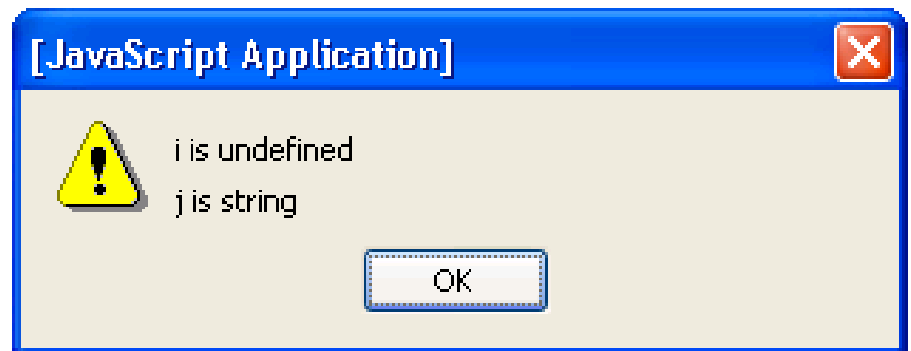 [JavaScript Application]
i is undefined
j is string
OK